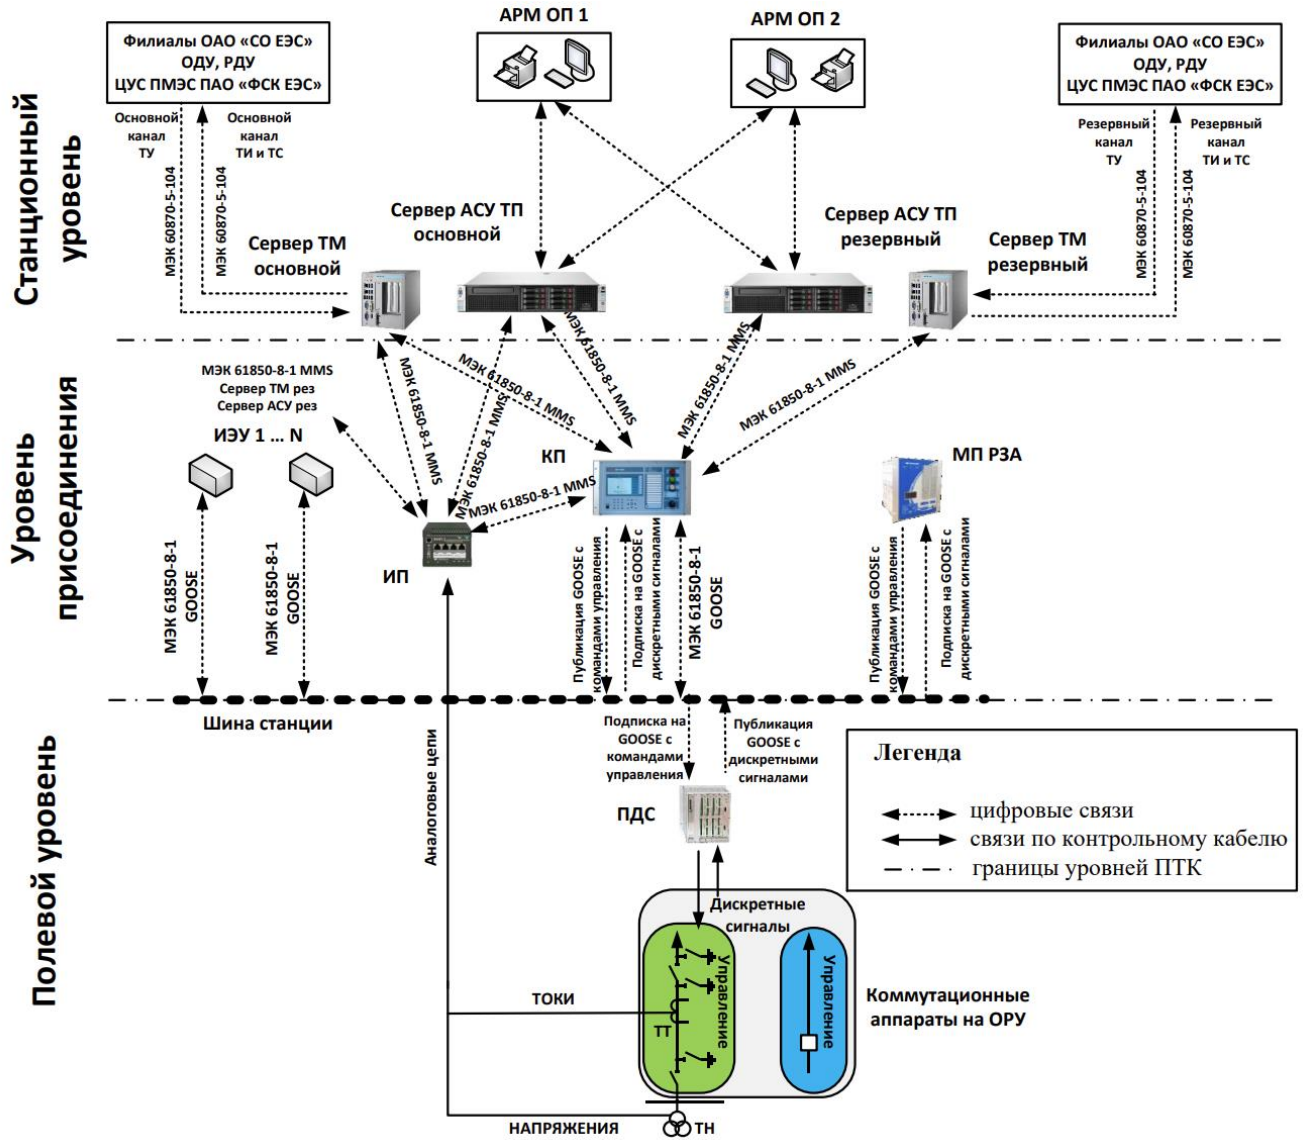 АРМ ОП 1
АРМ ОП 2
Филиалы ОАО «СО ЕЭС»
ОДУ, РДУ
ЦУС ПМЭС ПАО «ФСК ЕЭС»
Филиалы ОАО «СО ЕЭС»
ОДУ, РДУ
ЦУС ПМЭС ПАО «ФСК ЕЭС»
Основной
канал
ТУ
Основной
канал
ТИ и ТС
Резервный
канал
ТУ
Резервный
канал
ТИ и ТС
МЭК 60870-5-104
МЭК 60870-5-104
МЭК 60870-5-104
МЭК 60870-5-104
Станционный
уровень
Сервер ТМ
основной
Сервер АСУ ТП
основной
Сервер АСУ ТП
резервный
Сервер ТМ
резервный
МЭК 61850-8-1 MMS
Сервер ТМ рез
Сервер АСУ рез
МЭК 61850-8-1 MMS
МЭК 61850-8-1 MMS
МЭК 61850-8-1 MMS
МЭК 61850-8-1 MMS
МЭК 61850-8-1 MMS
МЭК 61850-8-1 MMS
МЭК 61850-8-1 MMS
Уровень
присоединения
ИЭУ 1 ... N
КП
МП РЗА
ИП
МЭК 61850-8-1
GOOSE
МЭК 61850-8-1
GOOSE
Публикация GOOSE с
командами управления
Подписка на GOOSE с
дискретными сигналами
МЭК 61850-8-1
GOOSE
Публикация GOOSE с
командами управления
Подписка на GOOSE с
дискретными сигналами
Шина станции
Полевой уровень
Аналоговые цепи
Подписка на
GOOSE с
командами
управления
Публикация
GOOSE с
дискретными
сигналами
ПДС
Легенда
цифровые связи
связи по контрольному кабелю
границы уровней ПТК
Дискретные
сигналы
Управление
Управление
ТОКИ
ТТ
Коммутационные
аппараты на ОРУ
НАПРЯЖЕНИЯ
ТН